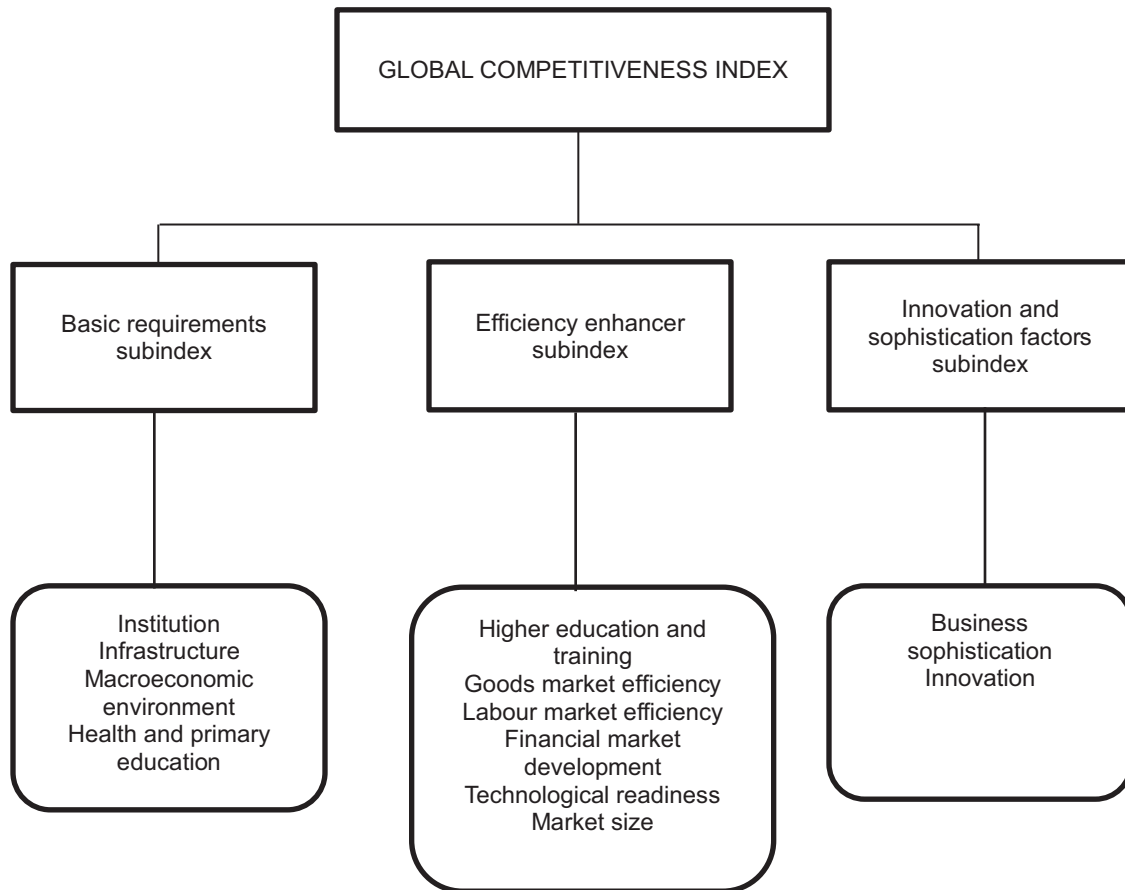 GLOBAL COMPETITIVENESS INDEX
Basic requirements
subindex
Efficiency enhancer
subindex
Innovation and
sophistication factors
subindex
Institution
Infrastructure
Macroeconomic
environment
Health and primary
education
Higher education and
training
Goods market efficiency
Labour market efficiency
Financial market
development
Technological readiness
Market size
Business
sophistication
Innovation